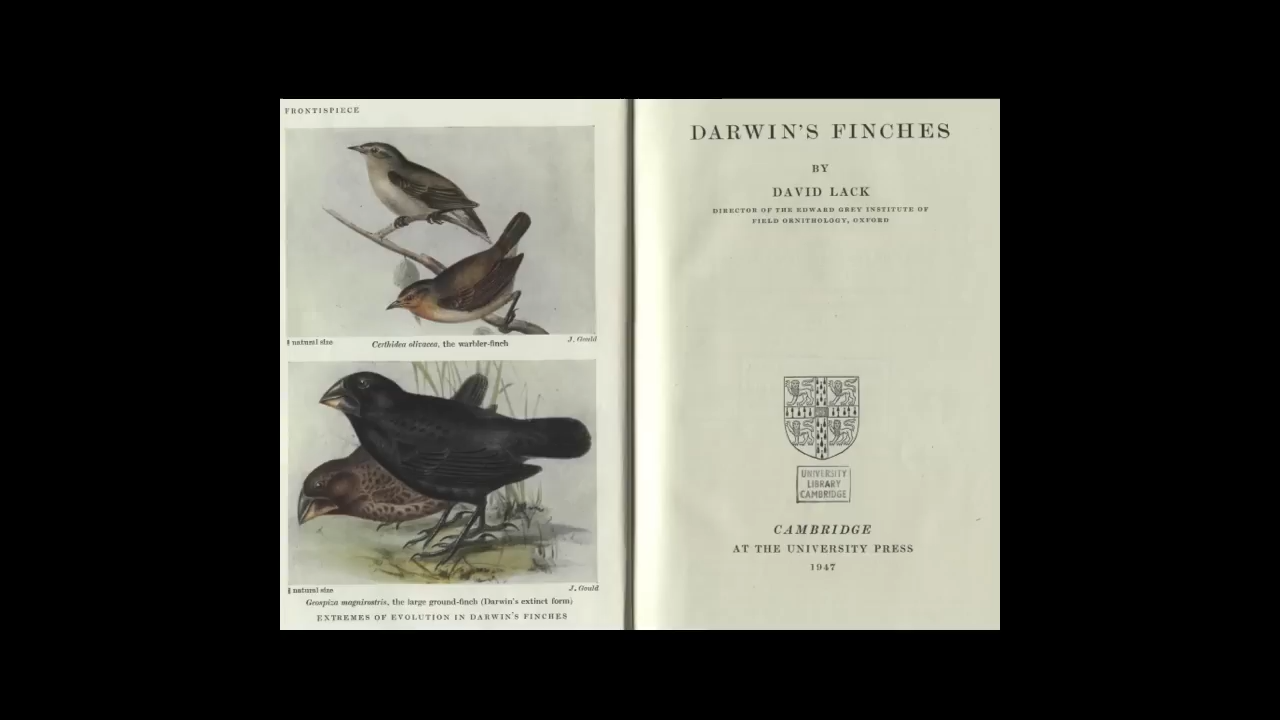 FRONTISPIECE
natural size
Certhidea olivacea, the warbler-finch
J. Gould
natural size
J. Gould
Geospiza magnirostris, the large ground-finch (Darwin's extinct form)
EXTREMES OF EVOLUTION IN DARWIN'S FINCHES
DARWIN'S FINCHES
BY
DAVID LACK
DIRECTOR OF THE EDWARD GREY INSTITUTE OF
FIELD ORNITHOLOGY, OXFORD
UNIVERSITY
LIBRARY
CAMBRIDGE
CAMBRIDGE
AT THE UNIVERSITY PRESS
1947